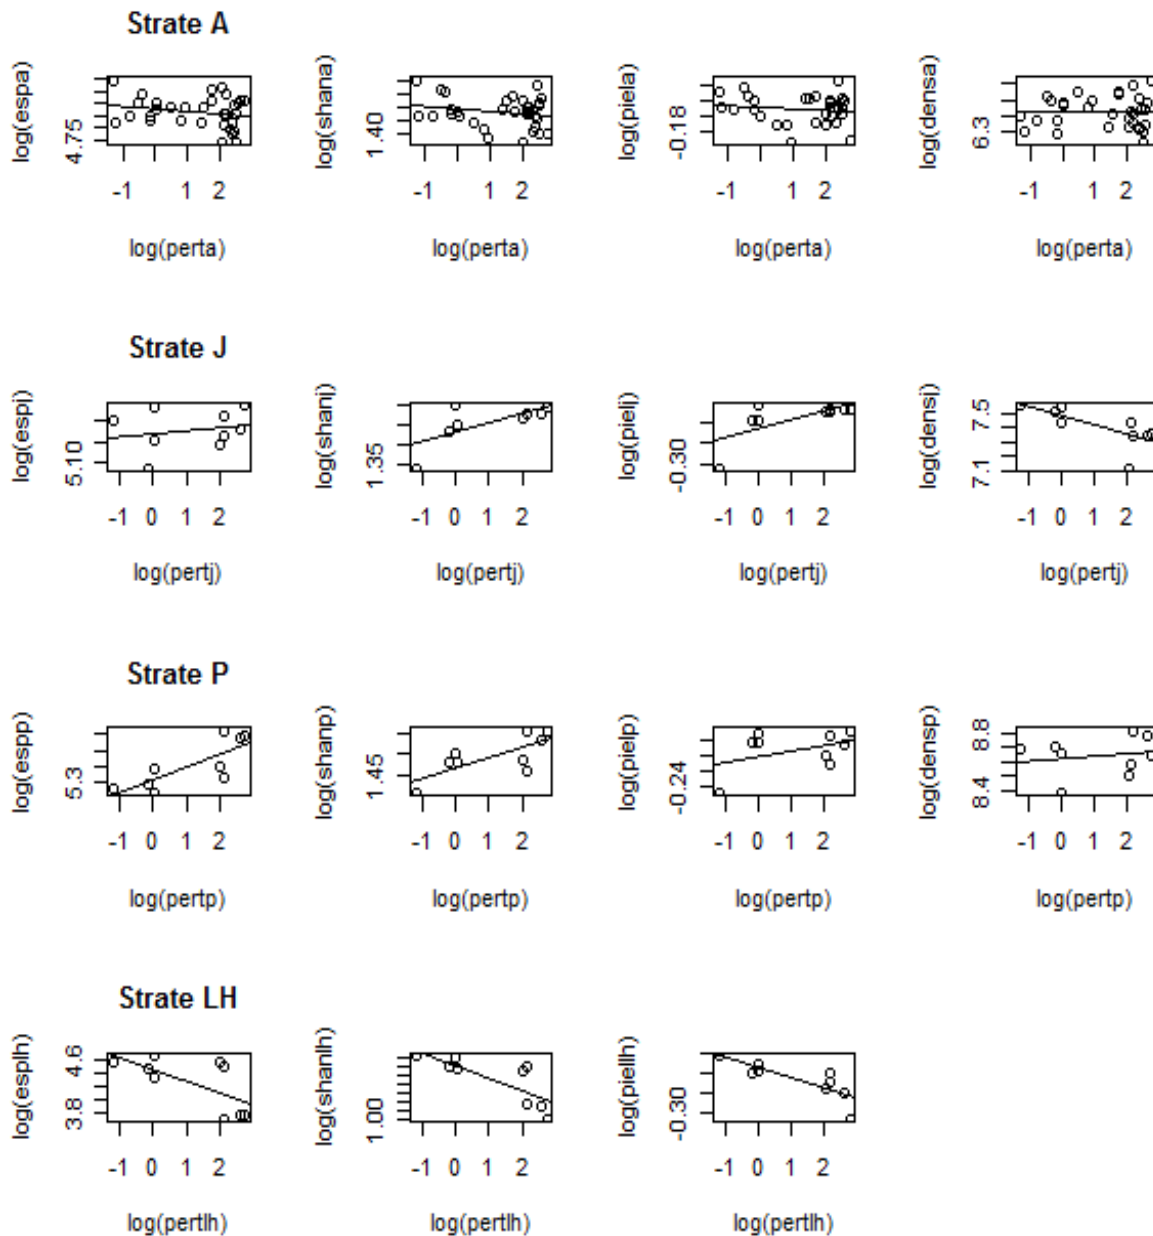 Strate A
log(espa)
4.75
-1 1 2
log(perta)
log(shana)
1.40
-1 1 2
log(perta)
log(piela)
-0.18
-1 1 2
log(perta)
log(densa)
6.3
-1 1 2
log(perta)
Strate J
log(espj)
5.10
-1 0 1 2
log(pertj)
log(shanj)
1.35
-1 0 1 2
log(pertj)
log(pielj)
-0.30
-1 0 1 2
log(pertj)
log(densj)
7.1 7.5
-1 0 1 2
log(pertj)
Strate P
log(espp)
5.3
-1 0 1 2
log(pertp)
log(shanp)
1.45
-1 0 1 2
log(pertp)
log(pielp)
-0.24
-1 0 1 2
log(pertp)
log(densp)
8.4 8.8
-1 0 1 2
log(pertp)
Strate LH
log(esplh)
3.8 4.6
-1 0 1 2
log(pertlh)
log(shanlh)
1.00
-1 0 1 2
log(pertlh)
log(piellh)
-0.30
-1 0 1 2
log(pertlh)